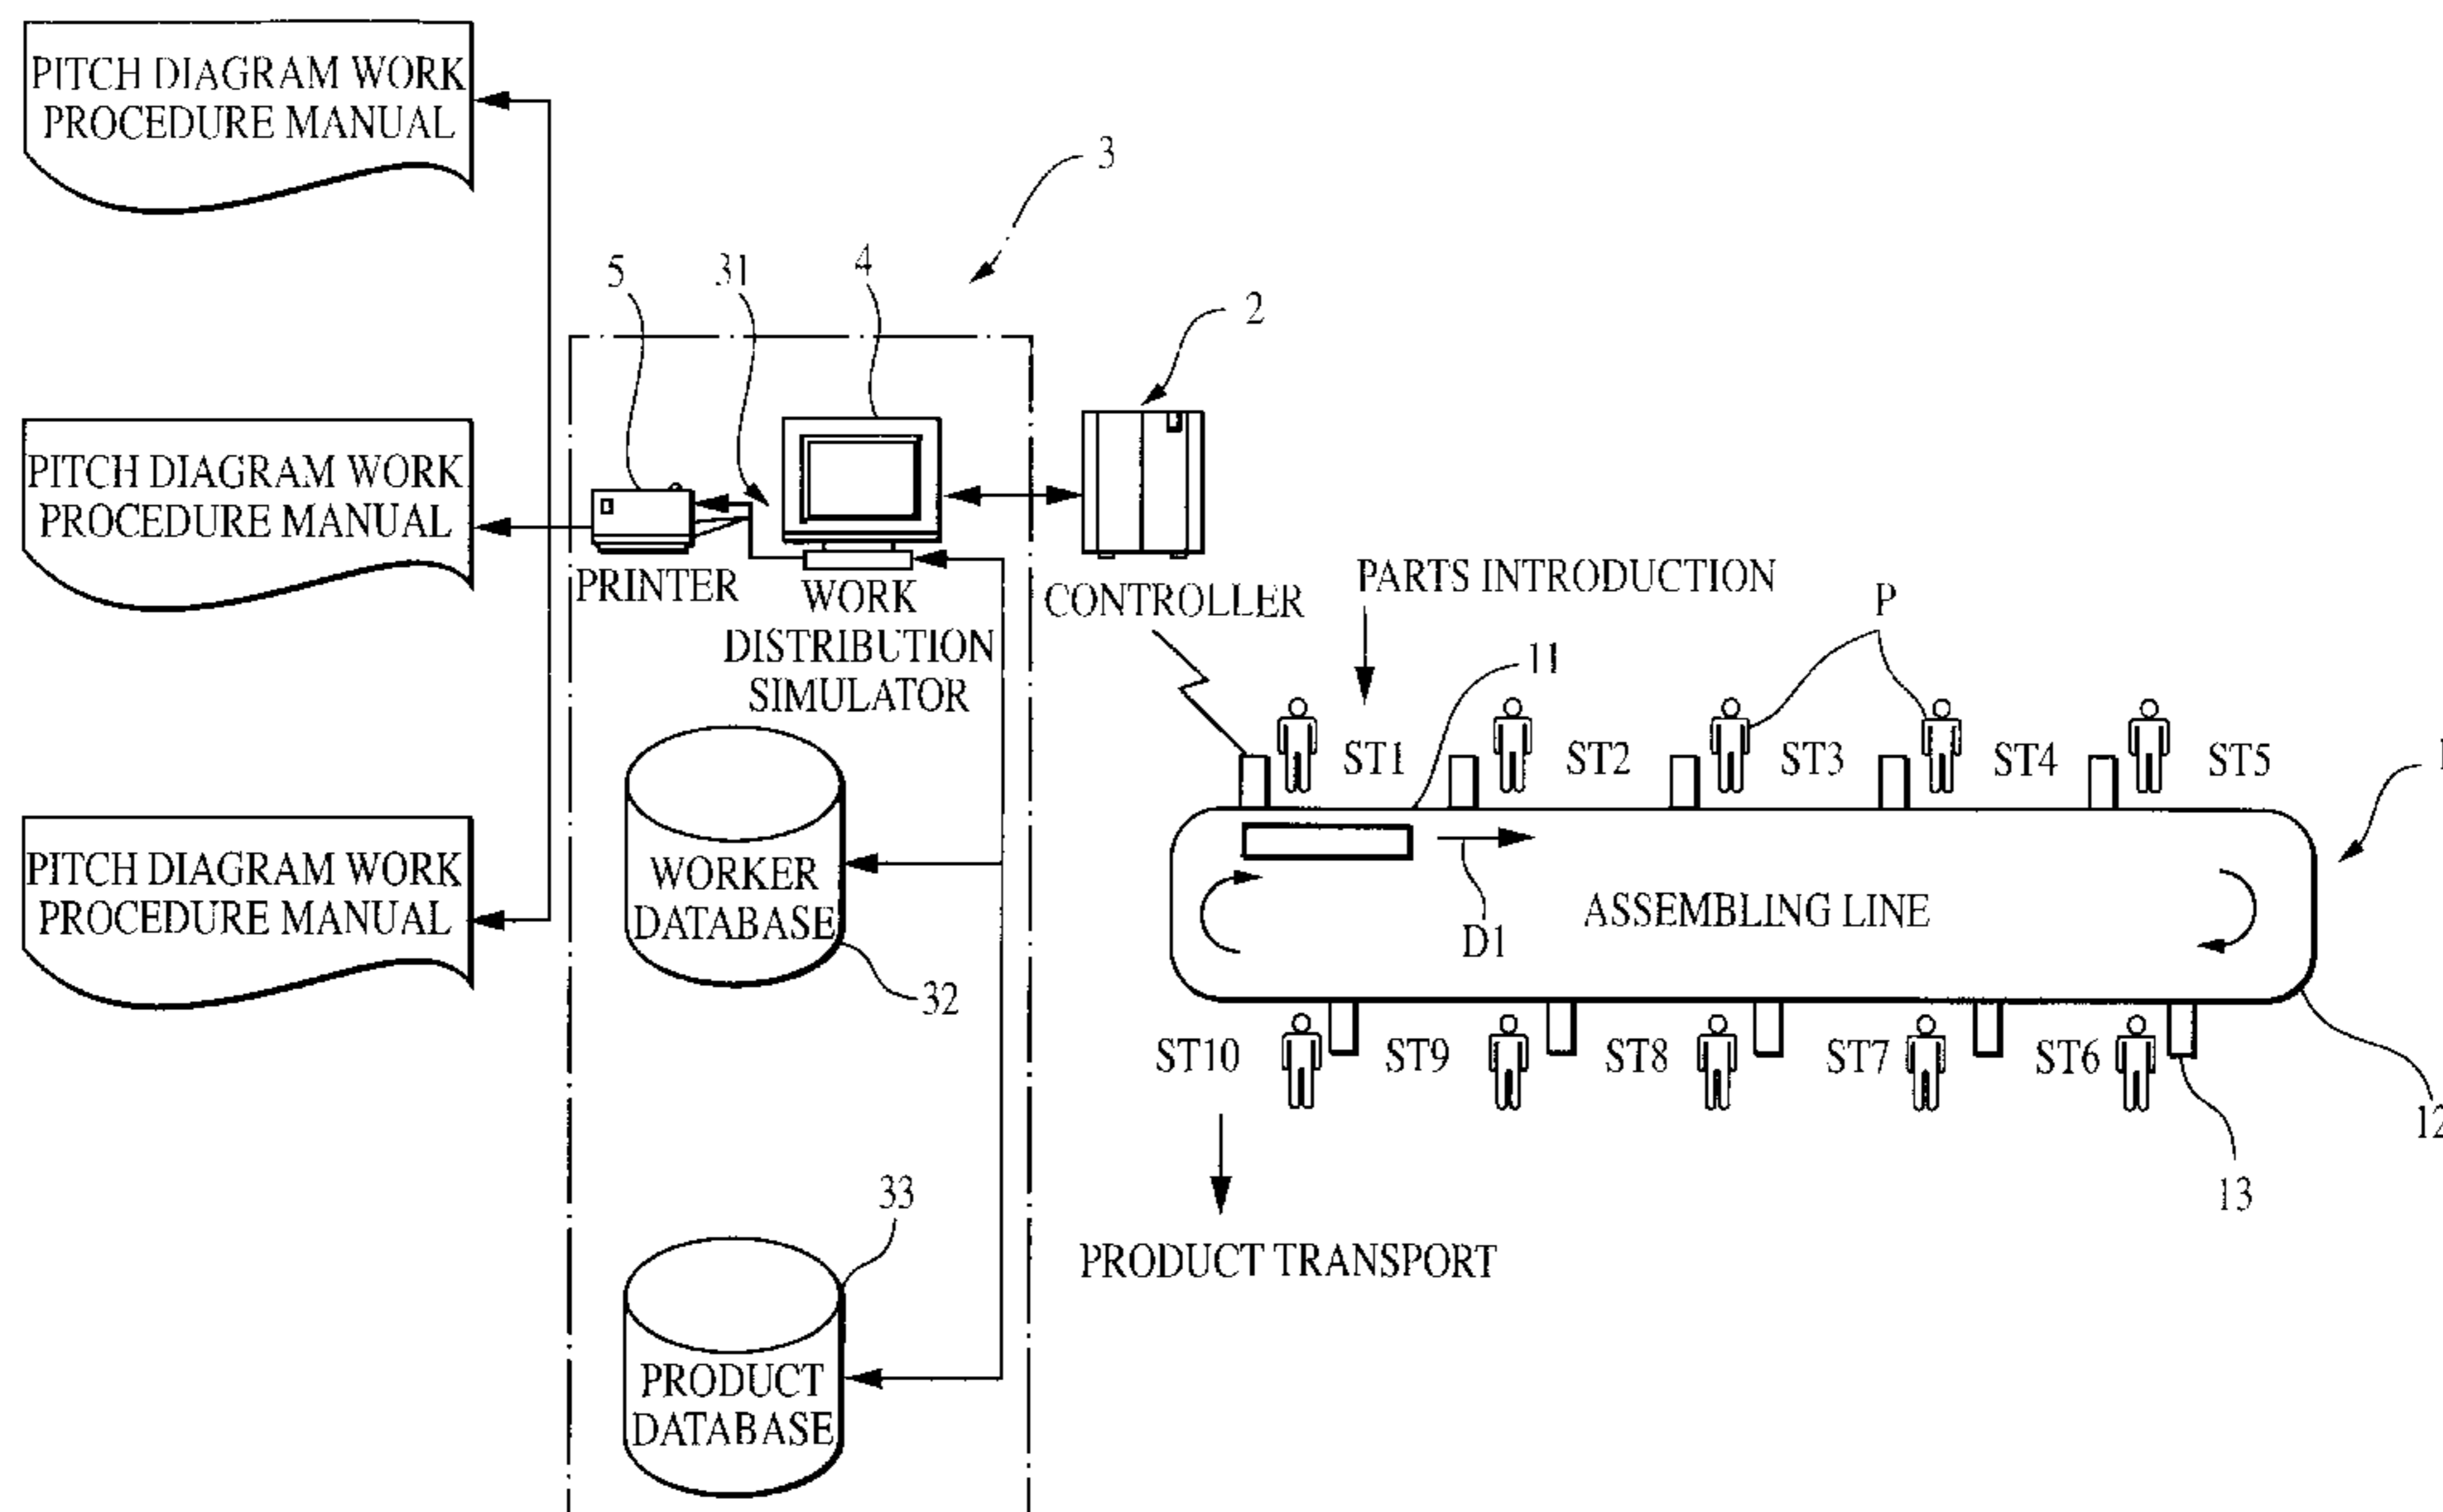 PITCH DIAGRAM WORK
PROCEDURE MANUAL
3
5
31
4
2
PITCH DIAGRAM WORK
PROCEDURE MANUAL
PRINTER
WORK
DISTRIBUTION
SIMULATOR
CONTROLLER
PARTS INTRODUCTION
P
11
ST1
ST2
ST3
ST4
ST5
1
PITCH DIAGRAM WORK
PROCEDURE MANUAL
WORKER
DATABASE
32
D1
ASSEMBLING LINE
ST10
ST9
ST8
ST7
ST6
12
13
33
PRODUCT TRANSPORT
PRODUCT
DATABASE